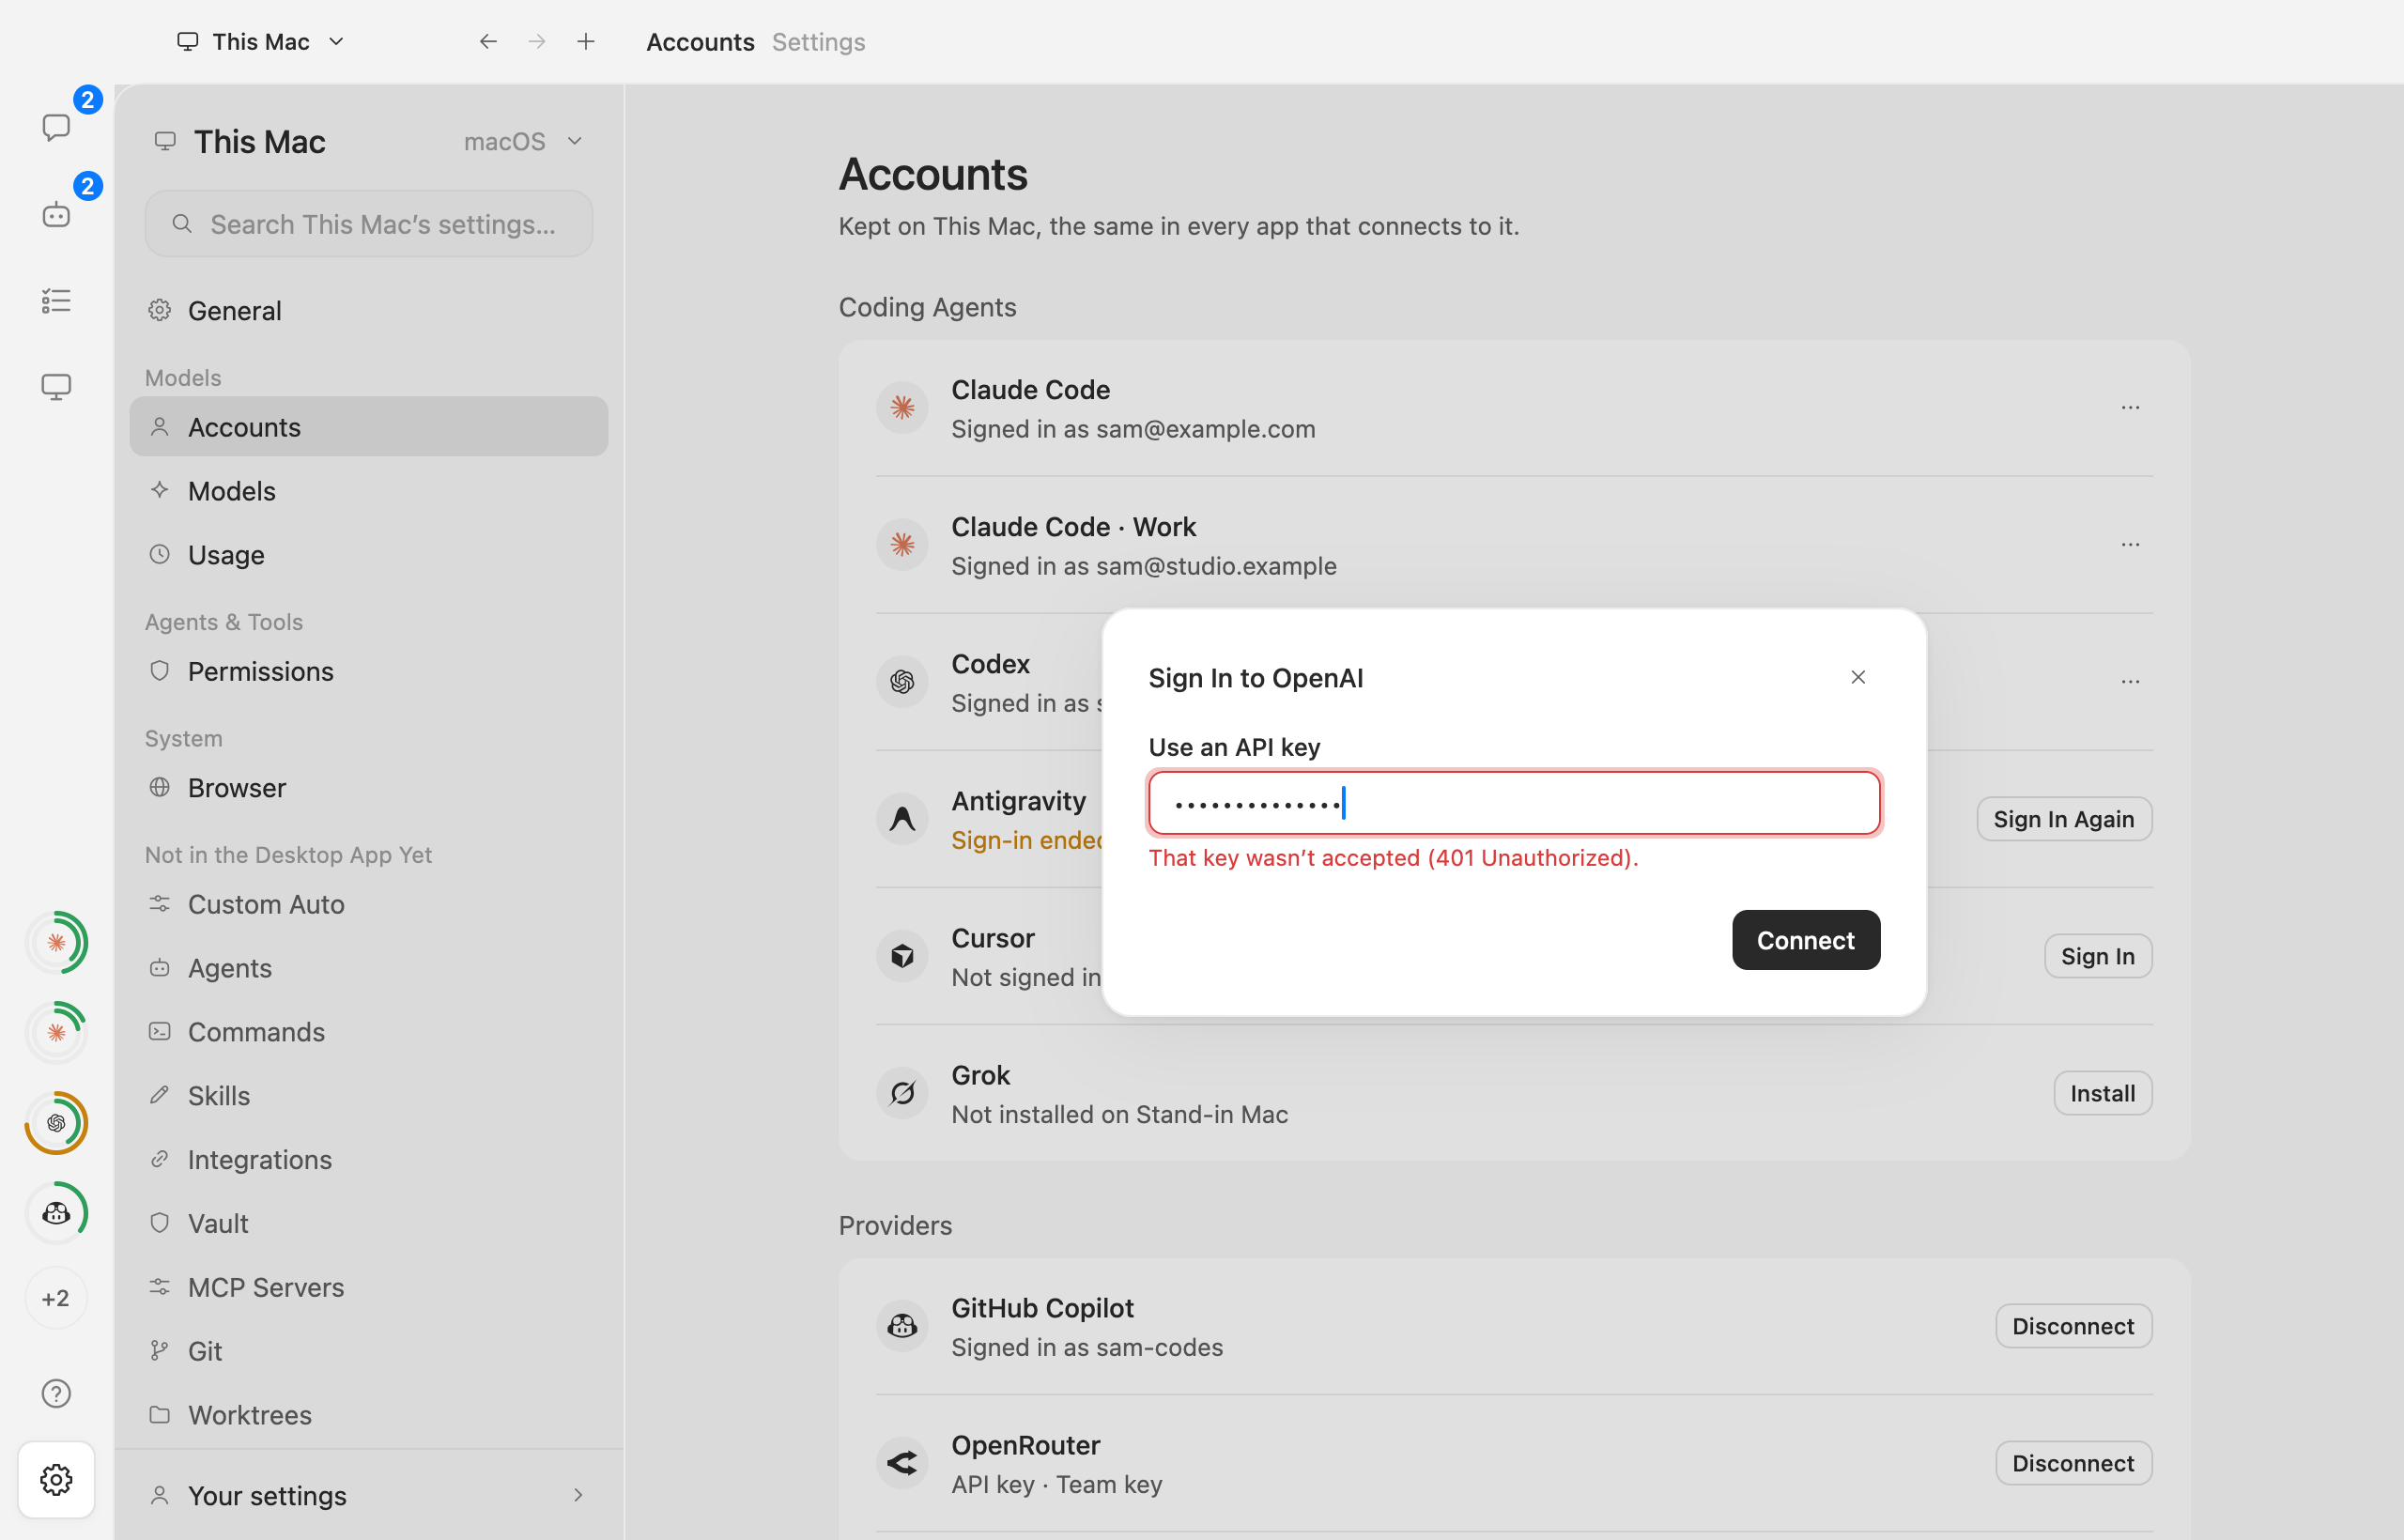 This Mac
Accounts Settings
2
2
This Mac
macOS
Search This Mac’s settings...
General
Models
Accounts
Models
Usage
Agents & Tools
Permissions
System
Browser
Not in the Desktop App Yet
Custom Auto
Agents
Commands
Skills
Integrations
Vault
MCP Servers
Git
Worktrees
Your settings
+2
Accounts
Kept on This Mac, the same in every app that connects to it.
Coding Agents
Claude Code
Signed in as sam@example.com
Claude Code · Work
Signed in as sam@studio.example
Codex
Signed in as
Antigravity
Sign-in ended
Sign In Again
Cursor
Not signed in
Sign In
Grok
Not installed on Stand-in Mac
Install
Sign In to OpenAI
Use an API key
••••••••••••••
That key wasn’t accepted (401 Unauthorized).
Connect
Providers
GitHub Copilot
Signed in as sam-codes
Disconnect
OpenRouter
API key · Team key
Disconnect